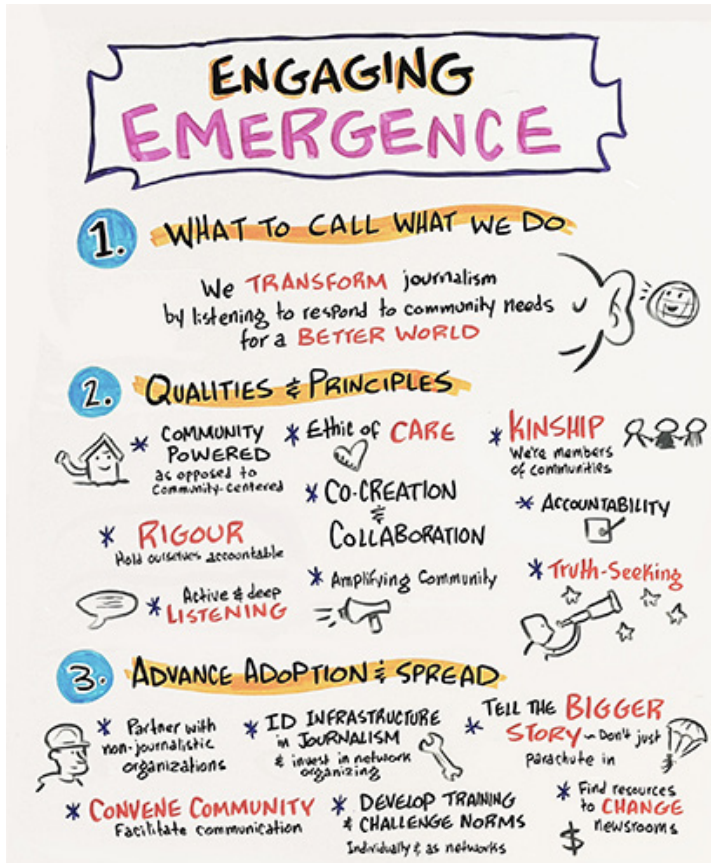 ENGAGING
EMERGENCE
1. WHAT TO CALL WHAT WE DO
We TRANSFORM journalism
by listening to respond to community needs
for a BETTER WORLD
2. QUALITIES & PRINCIPLES
* COMMUNITY
POWERED
as opposed to
Community-centered
* Ethic of CARE
* KINSHIP
We're members
of communities
* RIGOUR
Hold ourselves accountable
* CO-CREATION
&
COLLABORATION
* ACCOUNTABILITY
* Active & deep
LISTENING
* Amplifying Community
* Truth-Seeking
3. ADVANCE ADOPTION & SPREAD
* Partner with
non-journalistic
organizations
* ID INFRASTRUCTURE
in JOURNALISM
& invest in network
organizing
* TELL THE BIGGER
STORY ~ Don't just
parachute in
* CONVENE COMMUNITY
Facilitate communication
* DEVELOP TRAINING
& CHALLENGE NORMS
Individually & as networks
* Find resources
to CHANGE
newsrooms
$